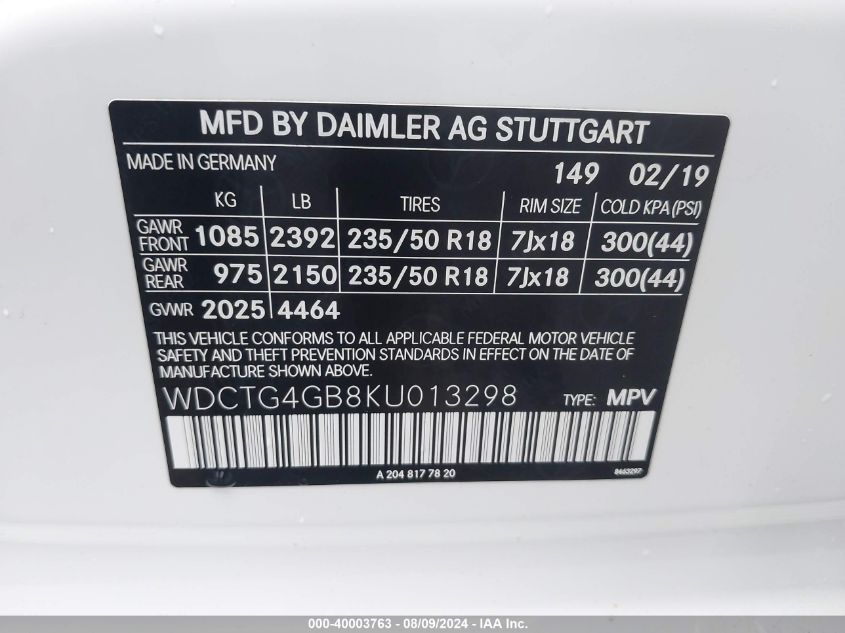 MFD BY DAIMLER AG STUTTGART
MADE IN GERMANY 149 02/19
KG LB TIRES RIM SIZE COLD KPA (PSI)
GAWR FRONT 1085 2392 235/50 R18 7Jx18 300(44)
GAWR REAR 975 2150 235/50 R18 7Jx18 300(44)
GVWR 2025 4464
THIS VEHICLE CONFORMS TO ALL APPLICABLE FEDERAL MOTOR VEHICLE
SAFETY AND THEFT PREVENTION STANDARDS IN EFFECT ON THE DATE OF
MANUFACTURE SHOWN ABOVE.
WDCTG4GB8KU013298 TYPE: MPV
A 204 817 78 20 8463297
000-40003763 - 08/09/2024 - IAA Inc.